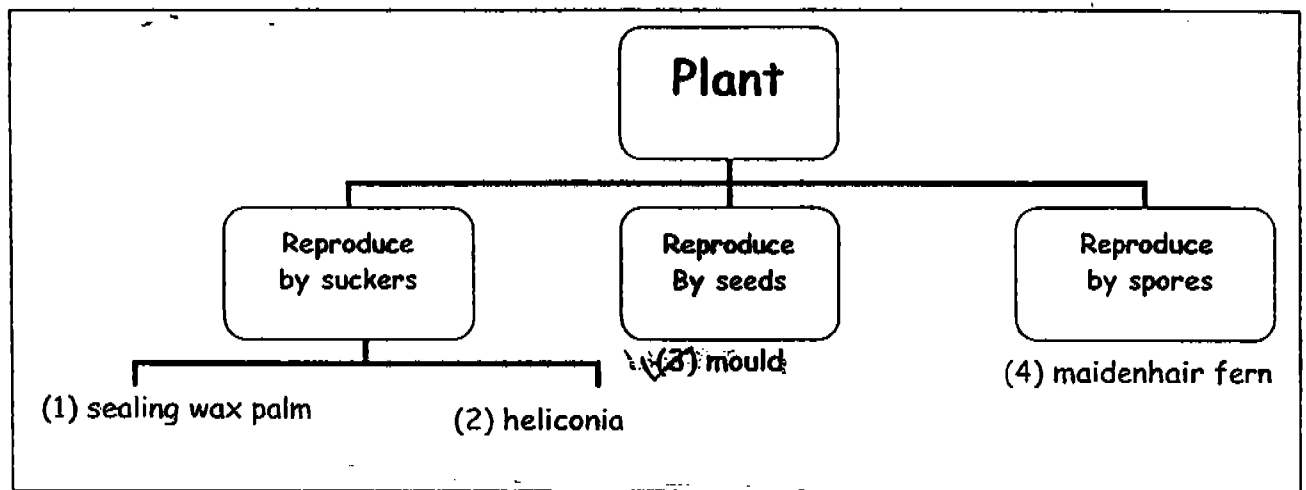 Plant
Reproduce
by suckers
Reproduce
By seeds
Reproduce
by spores
(1) sealing wax palm
(2) heliconia
(3) mould
(4) maidenhair fern